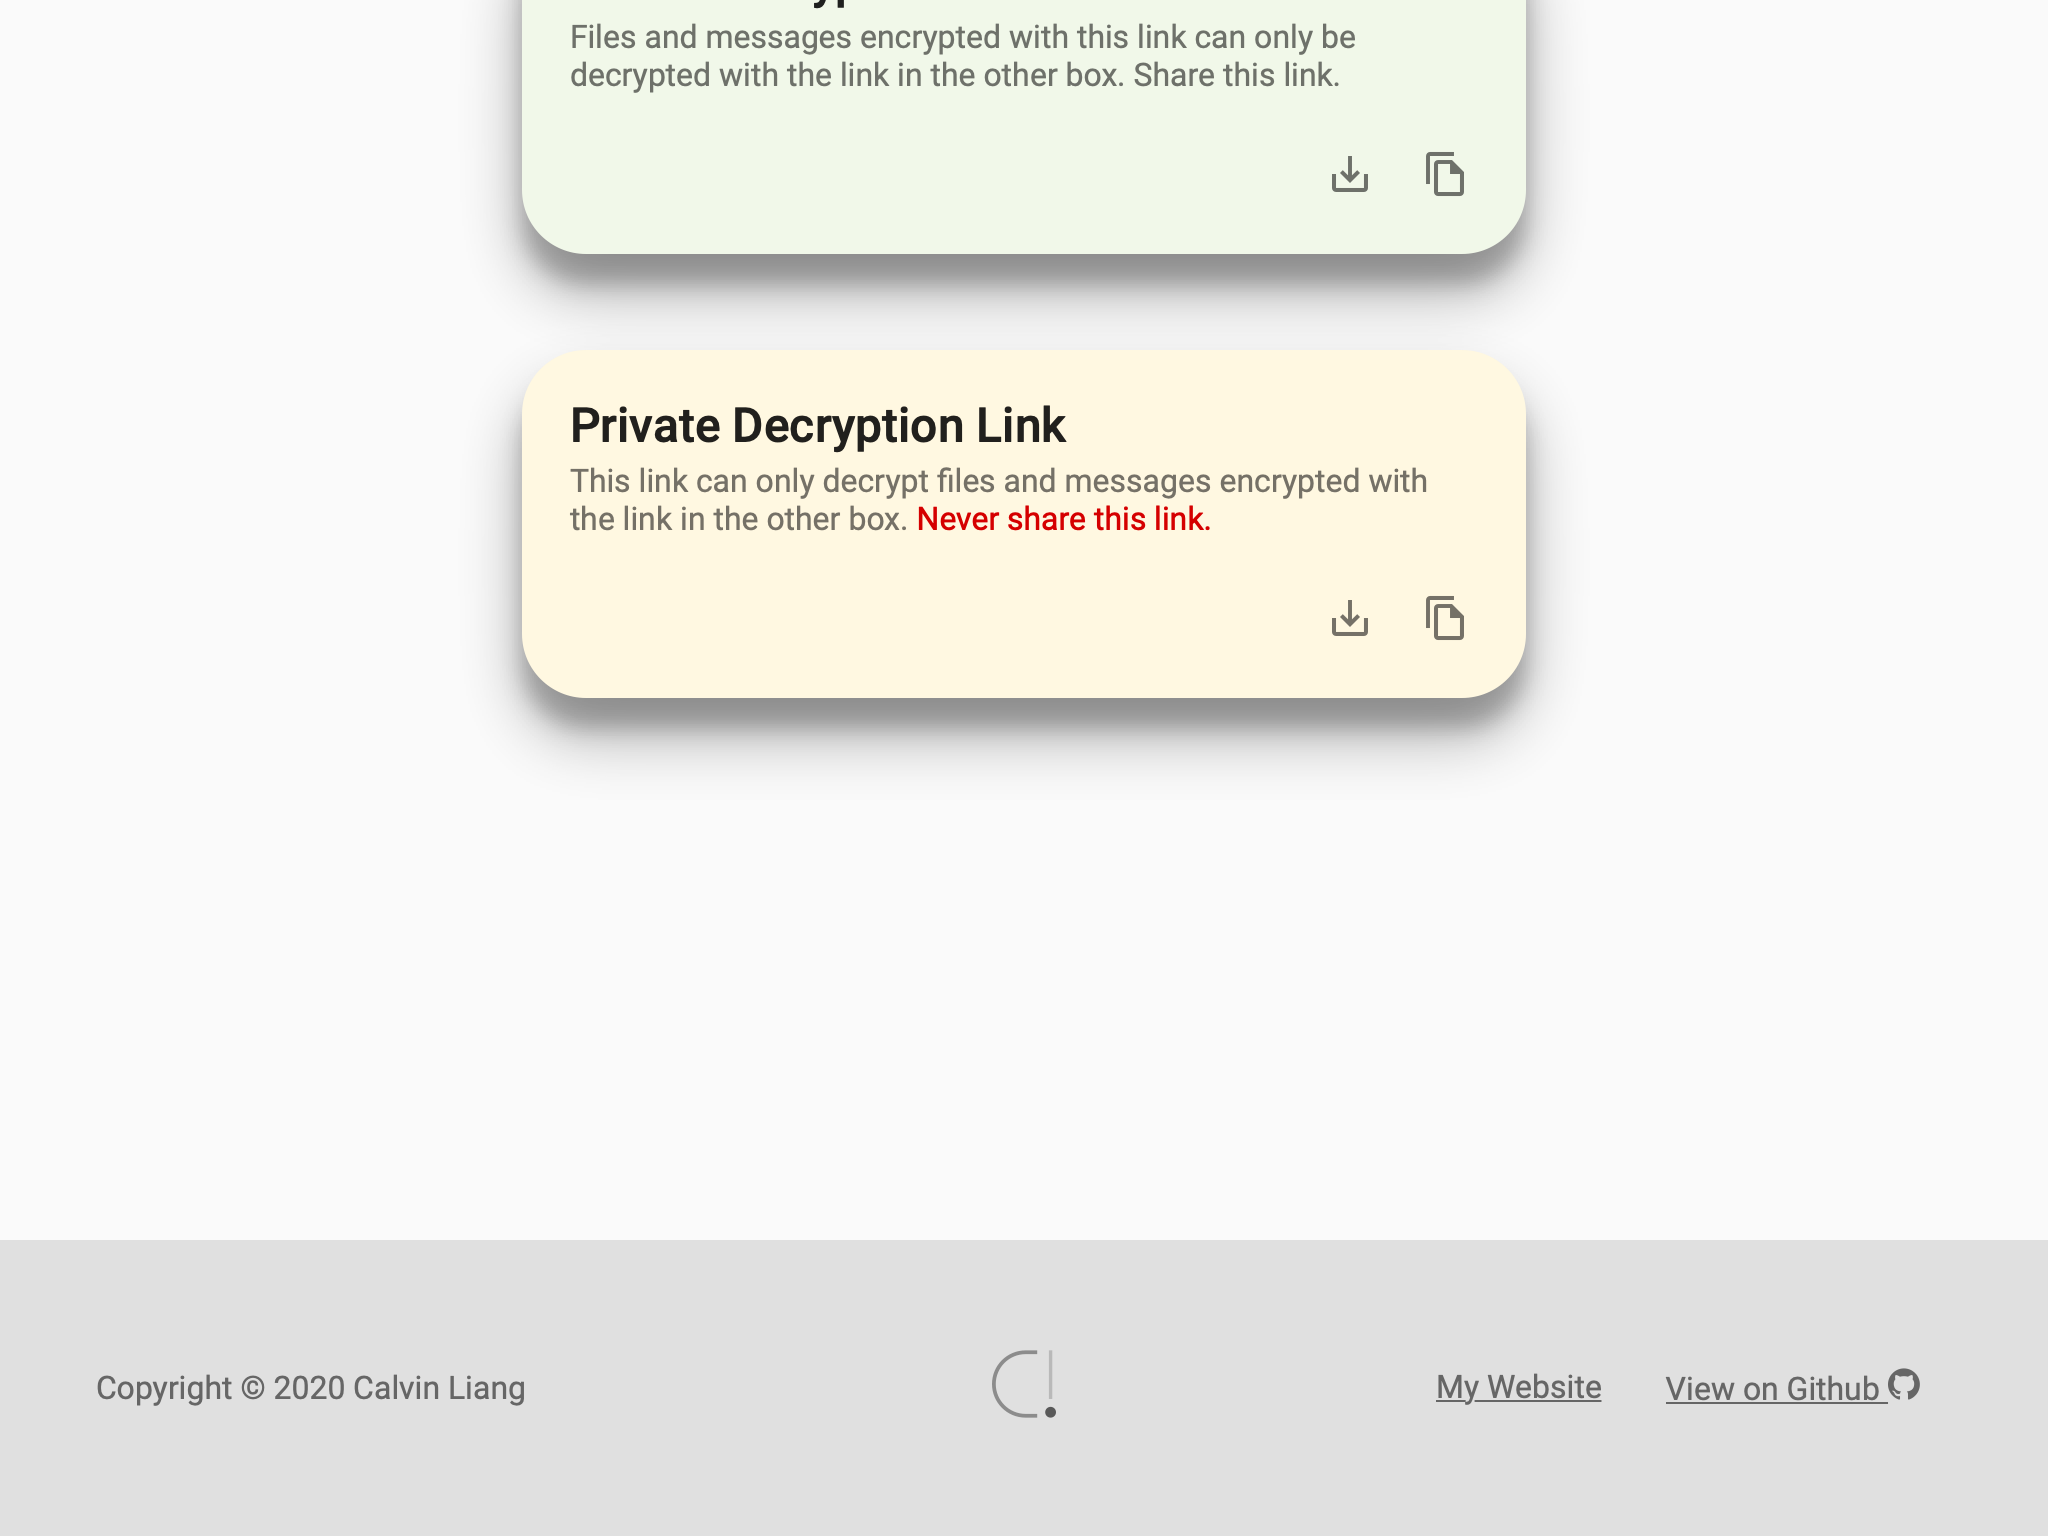 Files and messages encrypted with this link can only be
decrypted with the link in the other box. Share this link.
Private Decryption Link
This link can only decrypt files and messages encrypted with
the link in the other box. Never share this link.
Copyright © 2020 Calvin Liang
My Website
View on Github